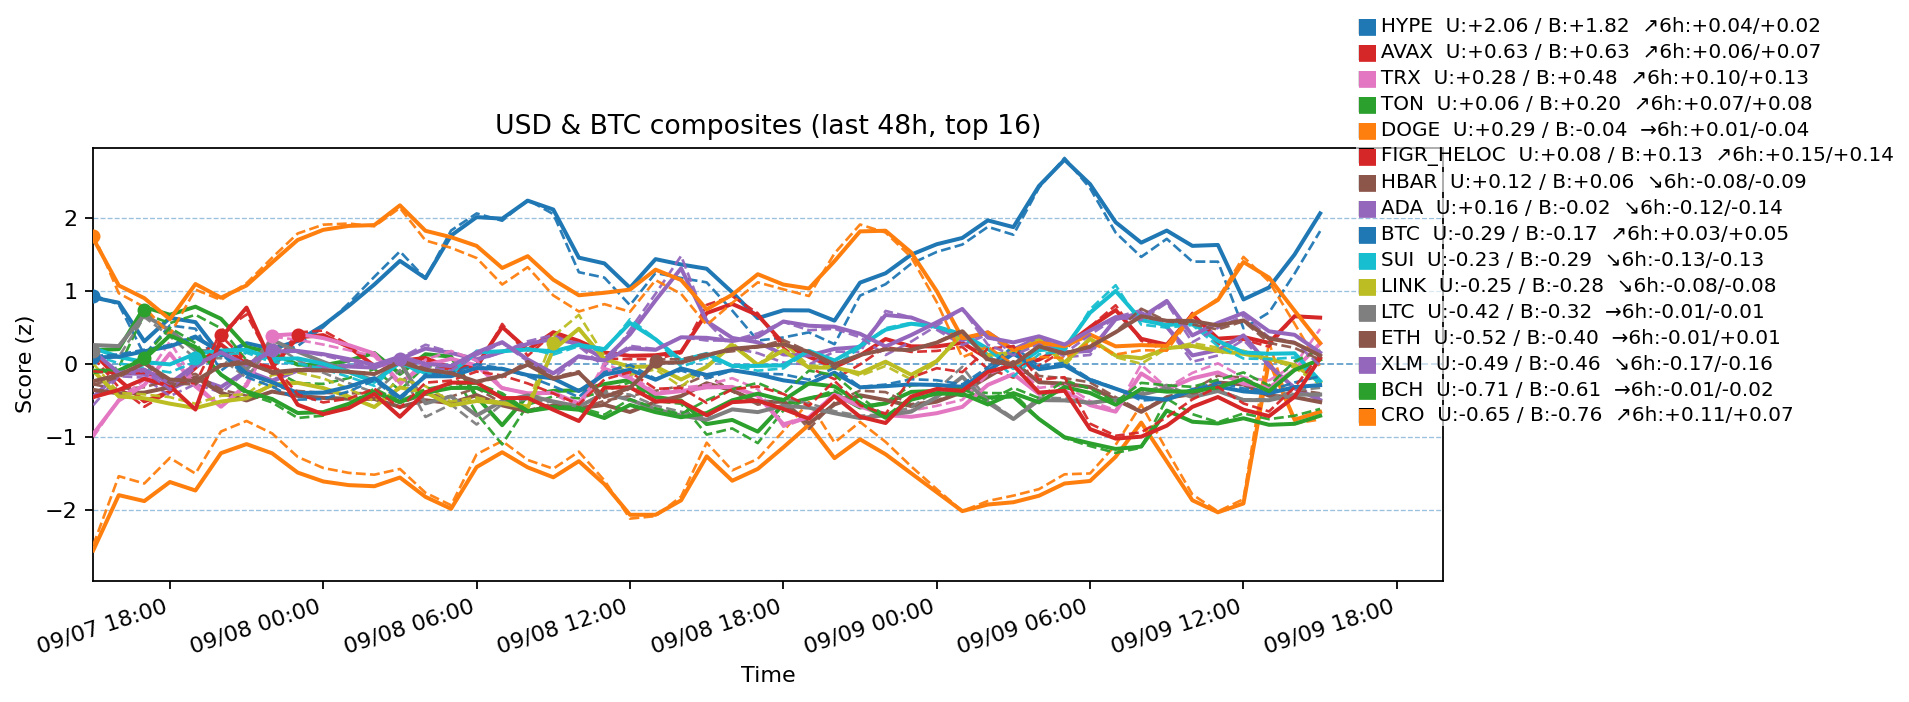 HYPE  U:+2.06 / B:+1.82  ↗6h:+0.04/+0.02
AVAX  U:+0.63 / B:+0.63  ↗6h:+0.06/+0.07
TRX  U:+0.28 / B:+0.48  ↗6h:+0.10/+0.13
TON  U:+0.06 / B:+0.20  ↗6h:+0.07/+0.08
DOGE  U:+0.29 / B:-0.04  →6h:+0.01/-0.04
FIGR_HELOC  U:+0.08 / B:+0.13  ↗6h:+0.15/+0.14
HBAR  U:+0.12 / B:+0.06  ↘6h:-0.08/-0.09
ADA  U:+0.16 / B:-0.02  ↘6h:-0.12/-0.14
BTC  U:-0.29 / B:-0.17  ↗6h:+0.03/+0.05
SUI  U:-0.23 / B:-0.29  ↘6h:-0.13/-0.13
LINK  U:-0.25 / B:-0.28  ↘6h:-0.08/-0.08
LTC  U:-0.42 / B:-0.32  →6h:-0.01/-0.01
ETH  U:-0.52 / B:-0.40  →6h:-0.01/+0.01
XLM  U:-0.49 / B:-0.46  ↘6h:-0.17/-0.16
BCH  U:-0.71 / B:-0.61  →6h:-0.01/-0.02
CRO  U:-0.65 / B:-0.76  ↗6h:+0.11/+0.07
USD & BTC composites (last 48h, top 16)
Score (z)
2
1
0
−1
−2
09/07 18:00
09/08 00:00
09/08 06:00
09/08 12:00
09/08 18:00
09/09 00:00
09/09 06:00
09/09 12:00
09/09 18:00
Time